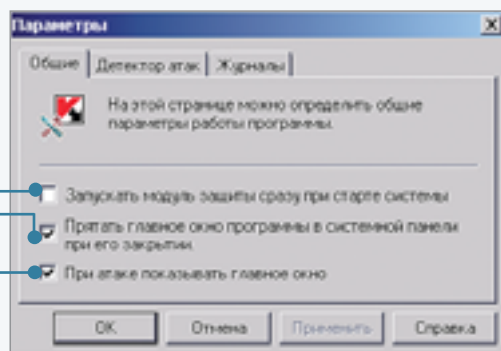 Параметры
Общие Детектор атак Журналы
На этой странице можно определить общие
параметры работы программы.
Запускать модуль защиты сразу при старте системы
Прятать главное окно программы в системной панели
при его закрытии.
При атаке показывать главное окно
OK Отмена Применить Справка